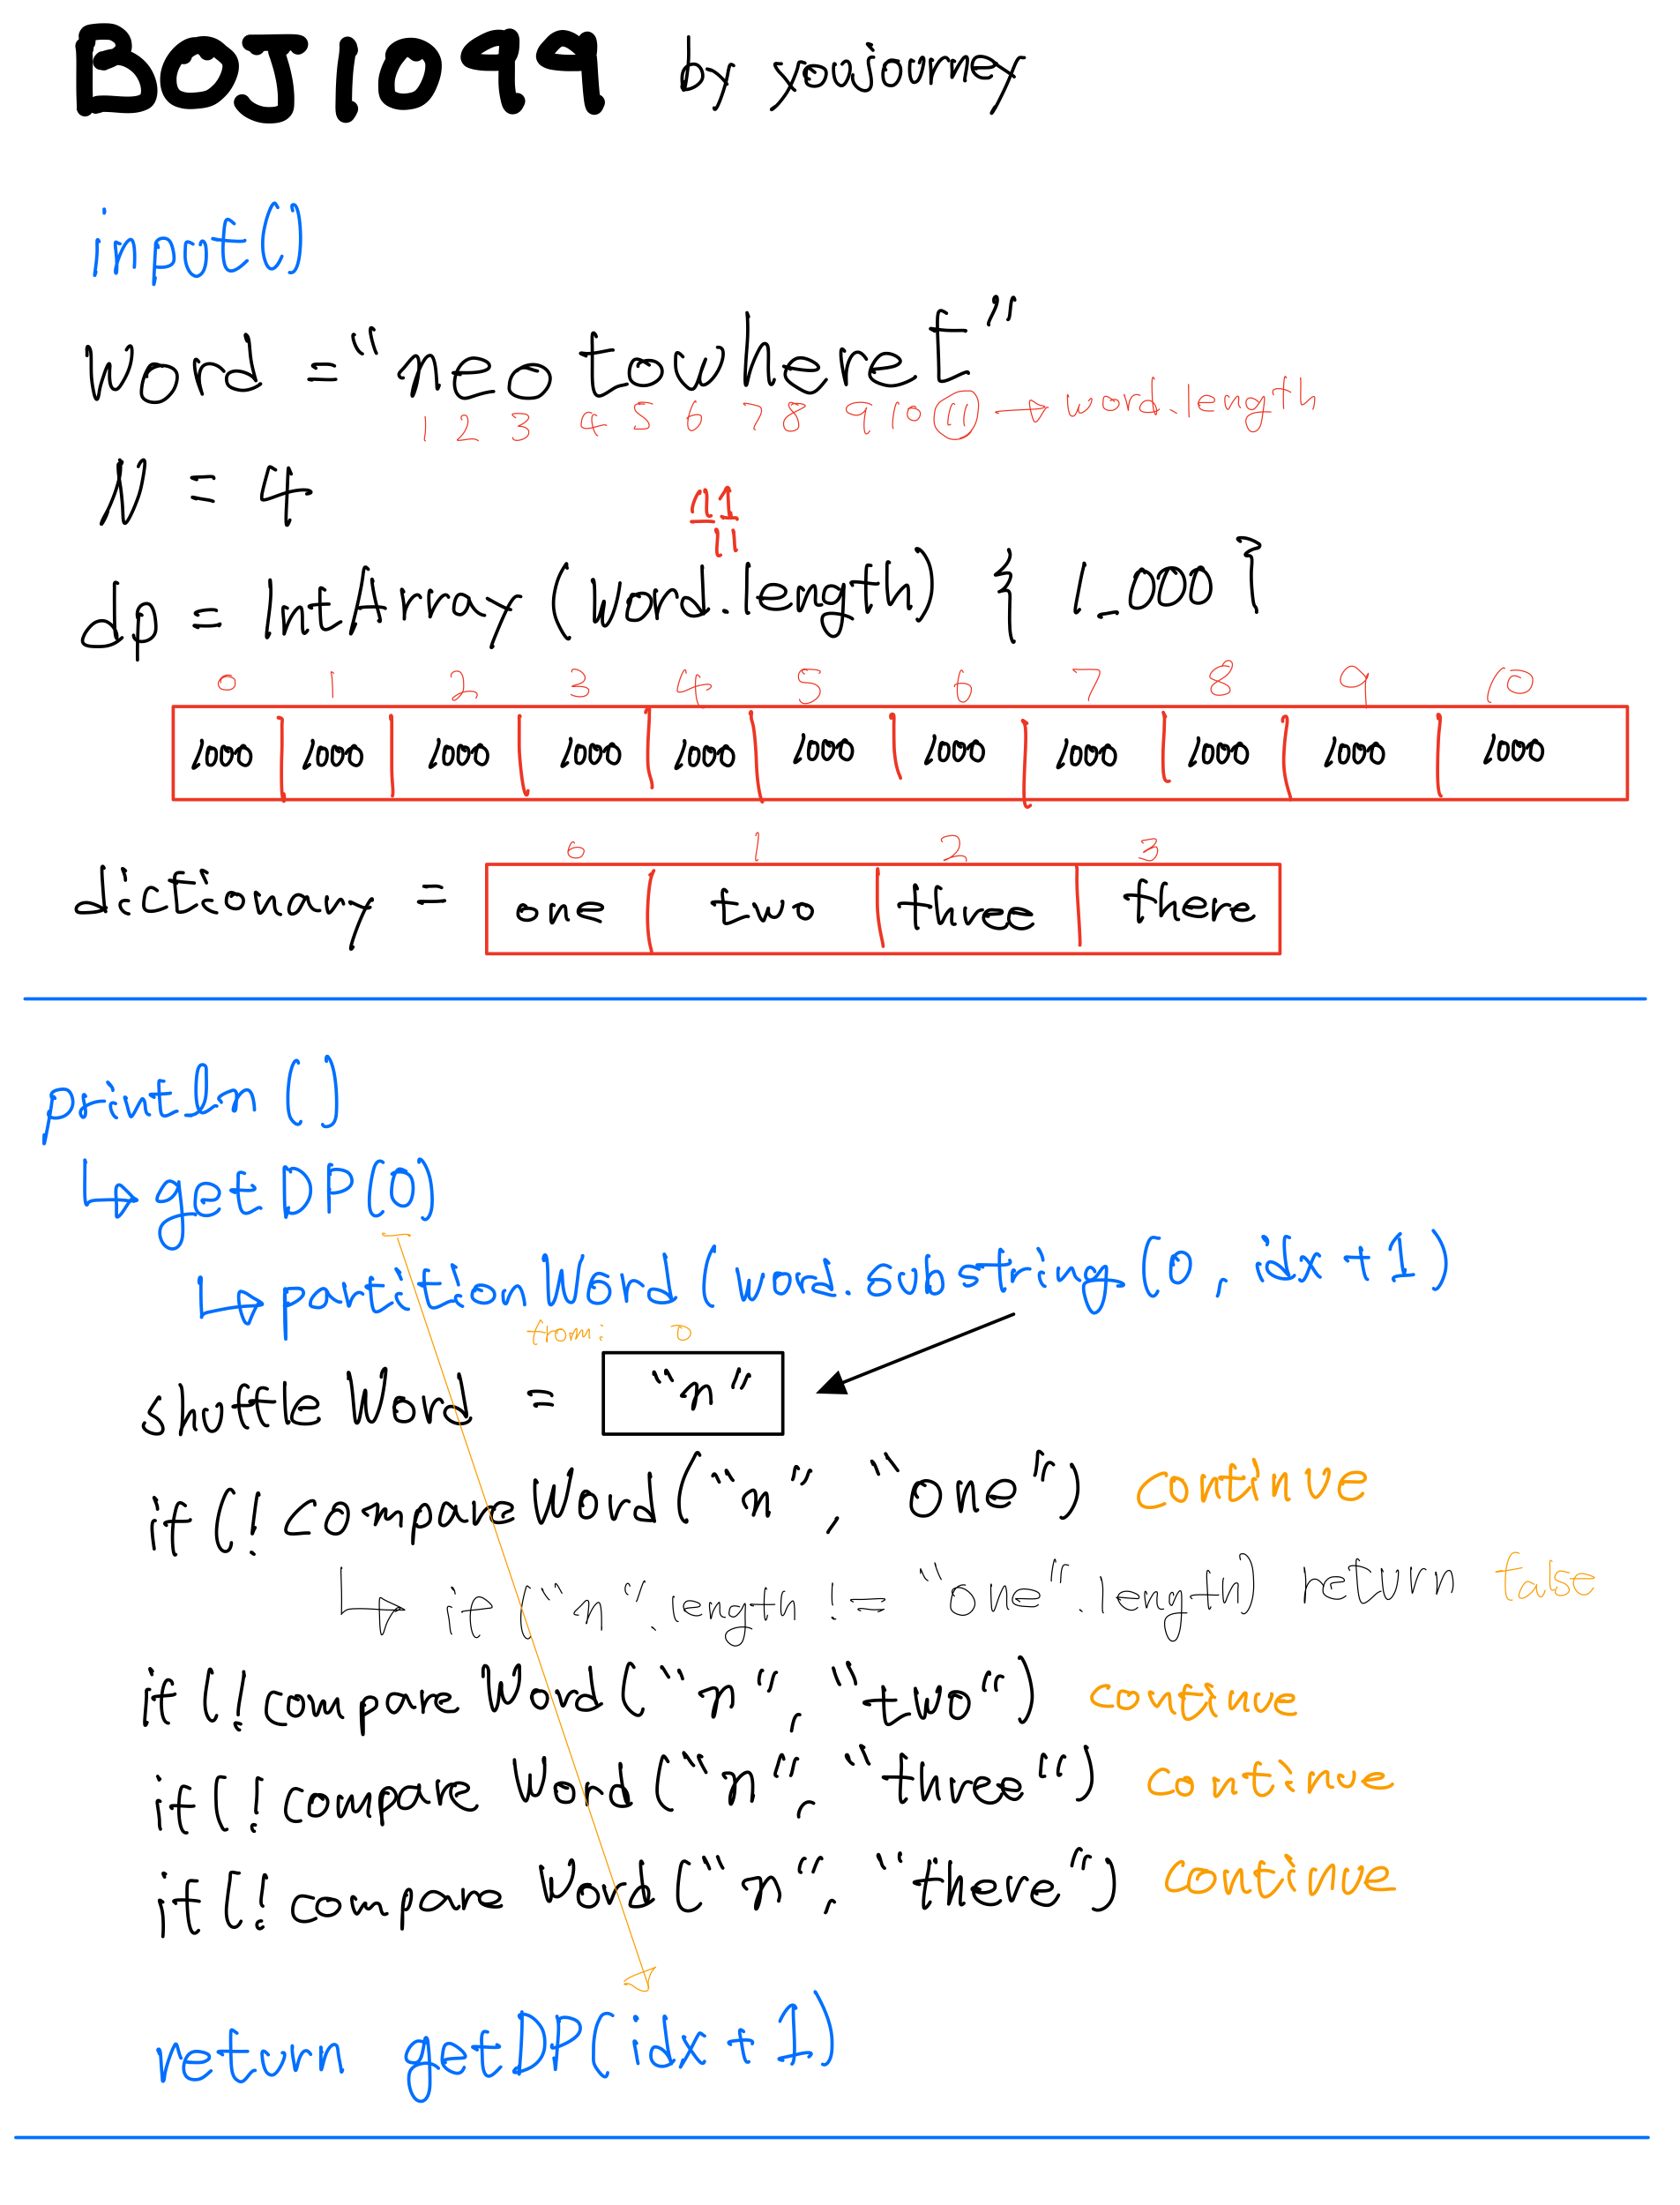 BOJ1099 by youjourney
input()
word = "neotowheret"
1 2 3 4 5 6 7 8 9 10 11 → word.length
N = 4
11
dp = IntArray(word.length) { 1_000 }
0 1 2 3 4 5 6 7 8 9 10
1000 1000 1000 1000 1000 1000 1000 1000 1000 1000 1000
0 1 2 3
dictionary = one two three there
println()
↳ getDP(0)
↳ partitionWord(word.substring(0, idx+1)
from: 0
shuffleWord = "n"
if(!compareWord("n", "one") continue
↳ if("n".length != "one".length) return false
if(!compareWord("n", "two") continue
if(!compareWord("n", "three") continue
if(!compareWord("n", "there") continue
return getDP(idx+1)